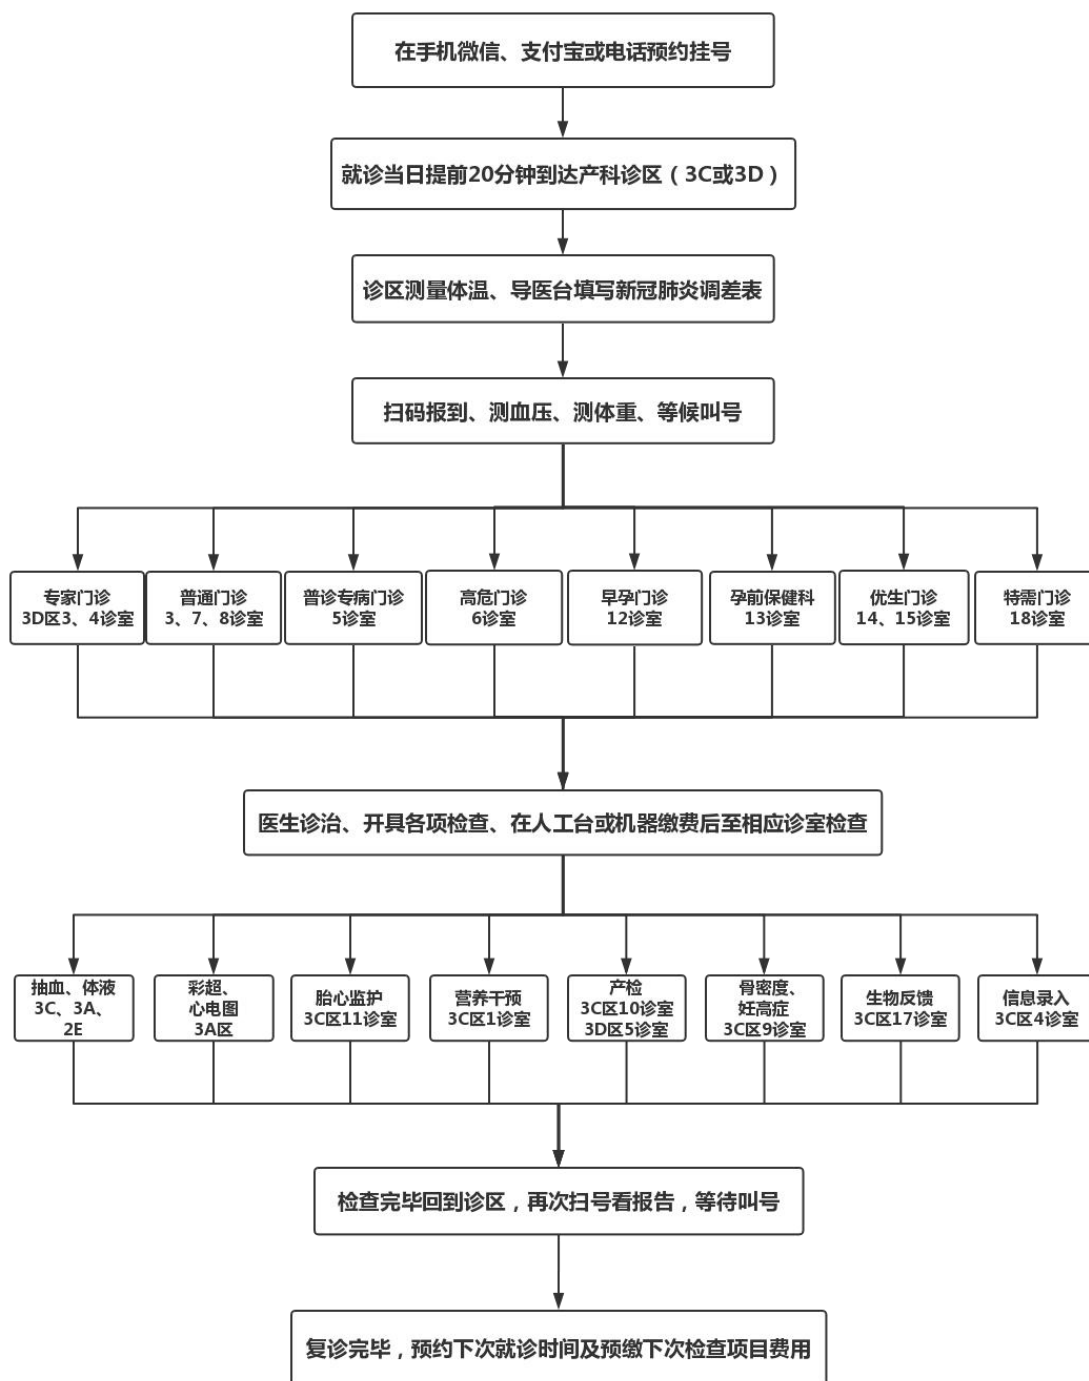 在手机微信、支付宝或电话预约挂号
就诊当日提前20分钟到达产科诊区（3C或3D）
诊区测量体温、导医台填写新冠肺炎调差表
扫码报到、测血压、测体重、等候叫号
专家门诊
3D区3、4诊室
普通门诊
3、7、8诊室
普诊专病门诊
5诊室
高危门诊
6诊室
早孕门诊
12诊室
孕前保健科
13诊室
优生门诊
14、15诊室
特需门诊
18诊室
医生诊治、开具各项检查、在人工台或机器缴费后至相应诊室检查
抽血、体液
3C、3A、
2E
彩超、
心电图
3A区
胎心监护
3C区11诊室
营养干预
3C区1诊室
产检
3C区10诊室
3D区5诊室
骨密度、
妊高症
3C区9诊室
生物反馈
3C区17诊室
信息录入
3C区4诊室
检查完毕回到诊区，再次扫号看报告，等待叫号
复诊完毕，预约下次就诊时间及预缴下次检查项目费用